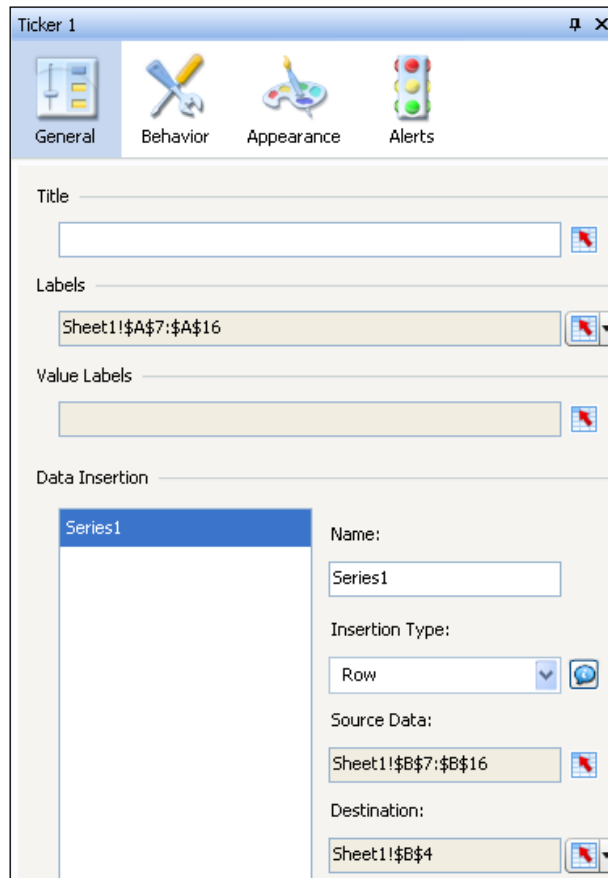 Ticker 1
General Behavior Appearance Alerts
Title
Labels
Sheet1!$A$7:$A$16
Value Labels
Data Insertion
Series1
Name:
Series1
Insertion Type:
Row
Source Data:
Sheet1!$B$7:$B$16
Destination:
Sheet1!$B$4